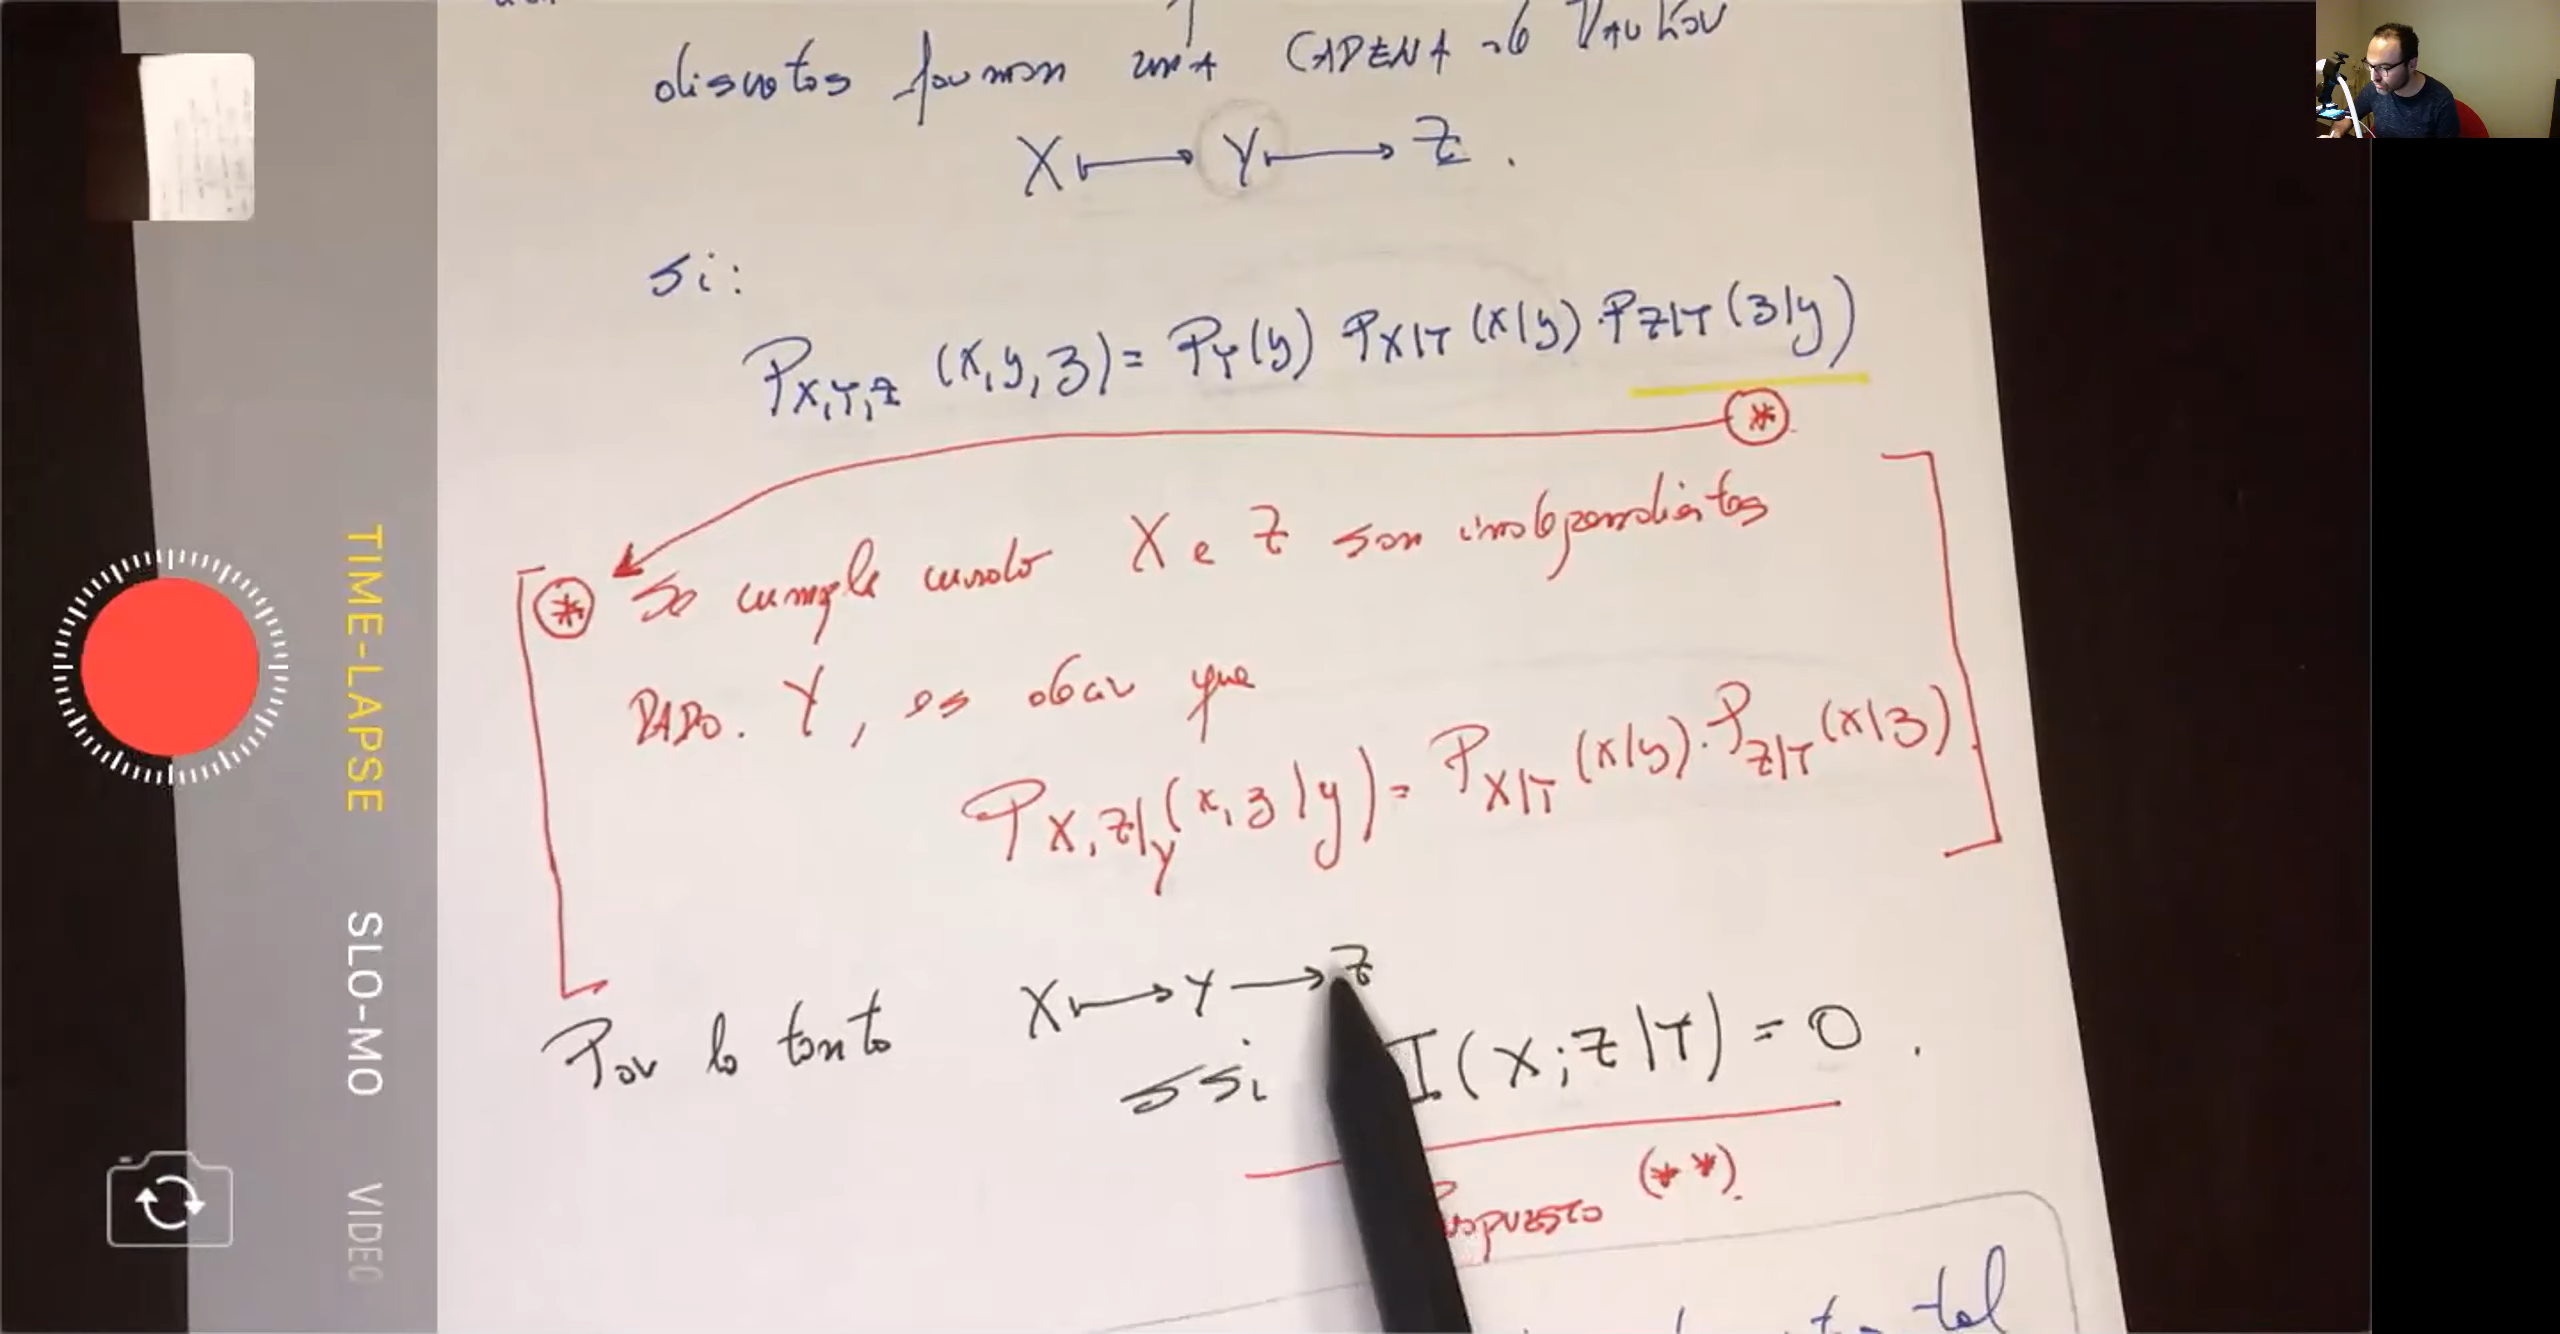 discretos forman una CADENA de Markov
X ⟼ Y ⟼ Z .
si:
P_{X,Y,Z} (x,y,z) = P_Y(y) P_{X|Y} (x|y) . P_{Z|Y} (z|y)
*
* Se cumple cuando X e Z son independientes
DADO. Y, es decir que
P_{X,Z|Y}(x,z|y) = P_{X|Y} (x|y) . P_{Z|Y} (x|z)
Por lo tanto X ⟼ Y ⟶ Z
ssi I(X;Z|Y) = 0 .
(**).
tal
TIME-LAPSE
SLO-MO
VIDEO